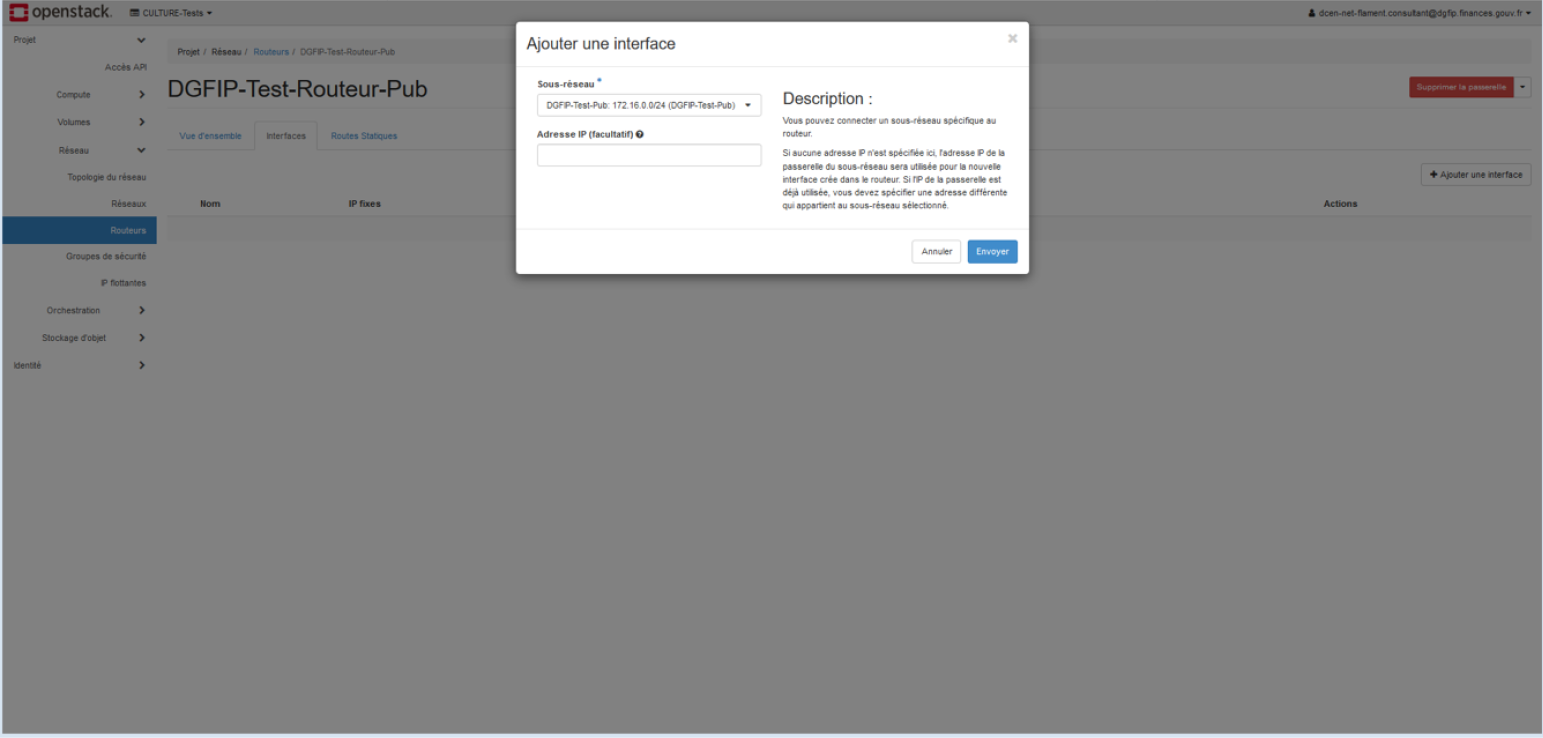 openstack. CULTURE-Tests
dcen-net-flament.consultant@dgfip.finances.gouv.fr
Projet
Accès API
Compute
Volumes
Réseau
Topologie du réseau
Réseaux
Routeurs
Groupes de sécurité
IP flottantes
Orchestration
Stockage d'objet
Identité
Projet / Réseau / Routeurs / DGFIP-Test-Routeur-Pub
DGFIP-Test-Routeur-Pub
Supprimer la passerelle
Vue d'ensemble Interfaces Routes Statiques
+ Ajouter une interface
Nom IP fixes Actions
Ajouter une interface ×
Sous-réseau *
DGFIP-Test-Pub: 172.16.0.0/24 (DGFIP-Test-Pub)
Adresse IP (facultatif)
Description :
Vous pouvez connecter un sous-réseau spécifique au
routeur.
Si aucune adresse IP n'est spécifiée ici, l'adresse IP de la
passerelle du sous-réseau sera utilisée pour la nouvelle
interface crée dans le routeur. Si l'IP de la passerelle est
déjà utilisée, vous devez spécifier une adresse différente
qui appartient au sous-réseau sélectionné.
Annuler Envoyer